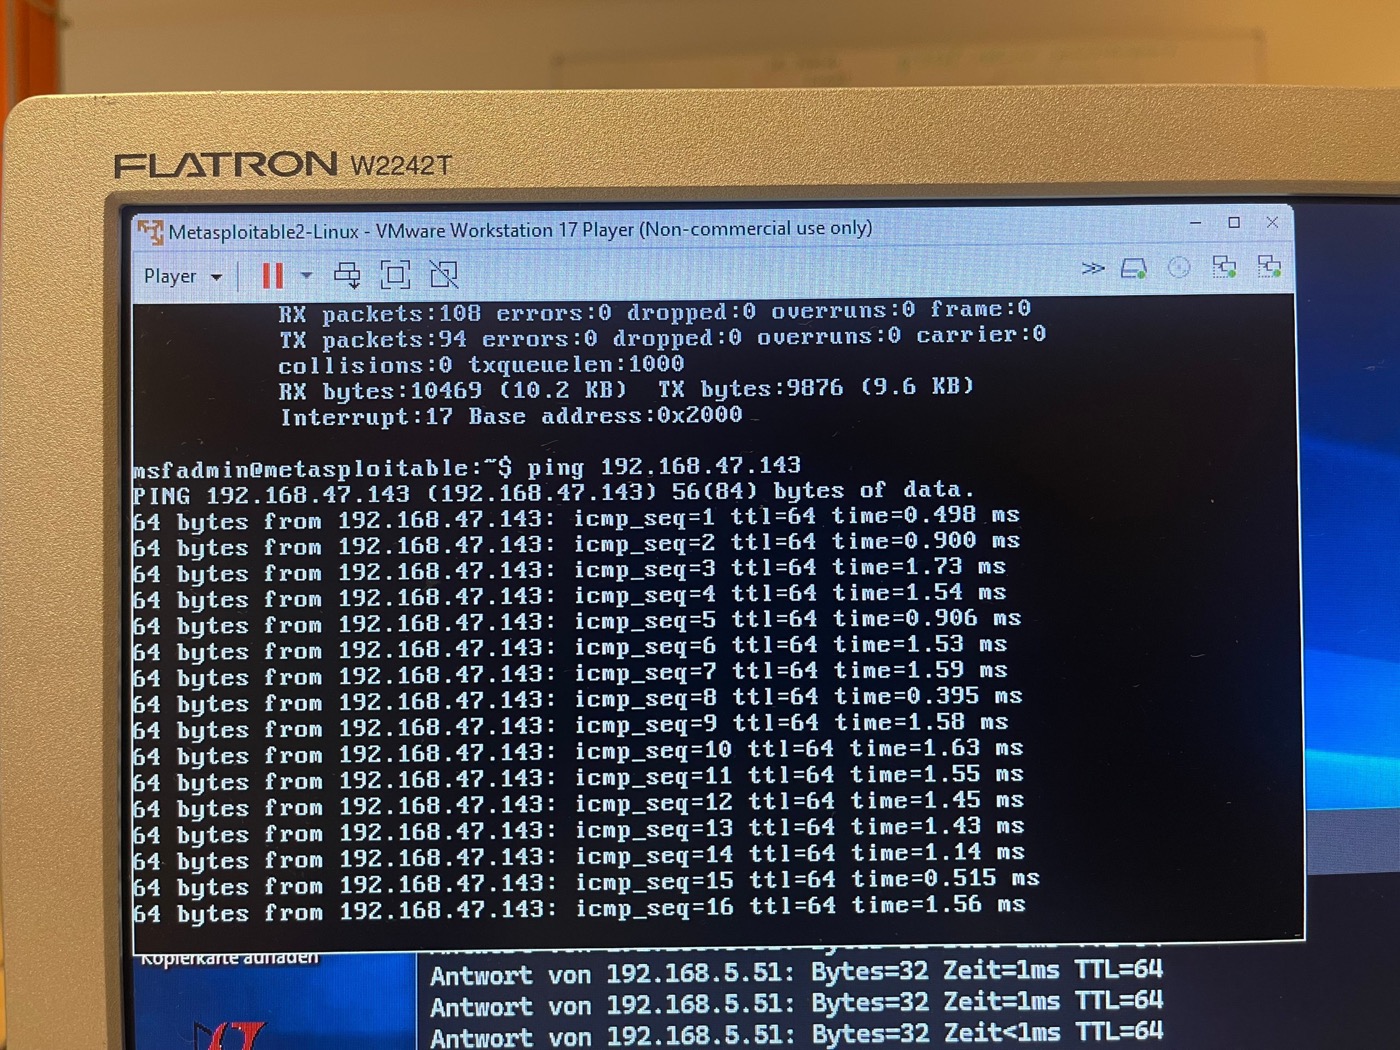 FLATRON W2242T
Metasploitable2-Linux - VMware Workstation 17 Player (Non-commercial use only)
Player
RX packets:108 errors:0 dropped:0 overruns:0 frame:0
TX packets:94 errors:0 dropped:0 overruns:0 carrier:0
collisions:0 txqueuelen:1000
RX bytes:10469 (10.2 KB)  TX bytes:9876 (9.6 KB)
Interrupt:17 Base address:0x2000
msfadmin@metasploitable:~$ ping 192.168.47.143
PING 192.168.47.143 (192.168.47.143) 56(84) bytes of data.
64 bytes from 192.168.47.143: icmp_seq=1 ttl=64 time=0.498 ms
64 bytes from 192.168.47.143: icmp_seq=2 ttl=64 time=0.900 ms
64 bytes from 192.168.47.143: icmp_seq=3 ttl=64 time=1.73 ms
64 bytes from 192.168.47.143: icmp_seq=4 ttl=64 time=1.54 ms
64 bytes from 192.168.47.143: icmp_seq=5 ttl=64 time=0.906 ms
64 bytes from 192.168.47.143: icmp_seq=6 ttl=64 time=1.53 ms
64 bytes from 192.168.47.143: icmp_seq=7 ttl=64 time=1.59 ms
64 bytes from 192.168.47.143: icmp_seq=8 ttl=64 time=0.395 ms
64 bytes from 192.168.47.143: icmp_seq=9 ttl=64 time=1.58 ms
64 bytes from 192.168.47.143: icmp_seq=10 ttl=64 time=1.63 ms
64 bytes from 192.168.47.143: icmp_seq=11 ttl=64 time=1.55 ms
64 bytes from 192.168.47.143: icmp_seq=12 ttl=64 time=1.45 ms
64 bytes from 192.168.47.143: icmp_seq=13 ttl=64 time=1.43 ms
64 bytes from 192.168.47.143: icmp_seq=14 ttl=64 time=1.14 ms
64 bytes from 192.168.47.143: icmp_seq=15 ttl=64 time=0.515 ms
64 bytes from 192.168.47.143: icmp_seq=16 ttl=64 time=1.56 ms
Kopierkarte aufladen
Antwort von 192.168.5.51: Bytes=32 Zeit=1ms TTL=64
Antwort von 192.168.5.51: Bytes=32 Zeit=1ms TTL=64
Antwort von 192.168.5.51: Bytes=32 Zeit<1ms TTL=64